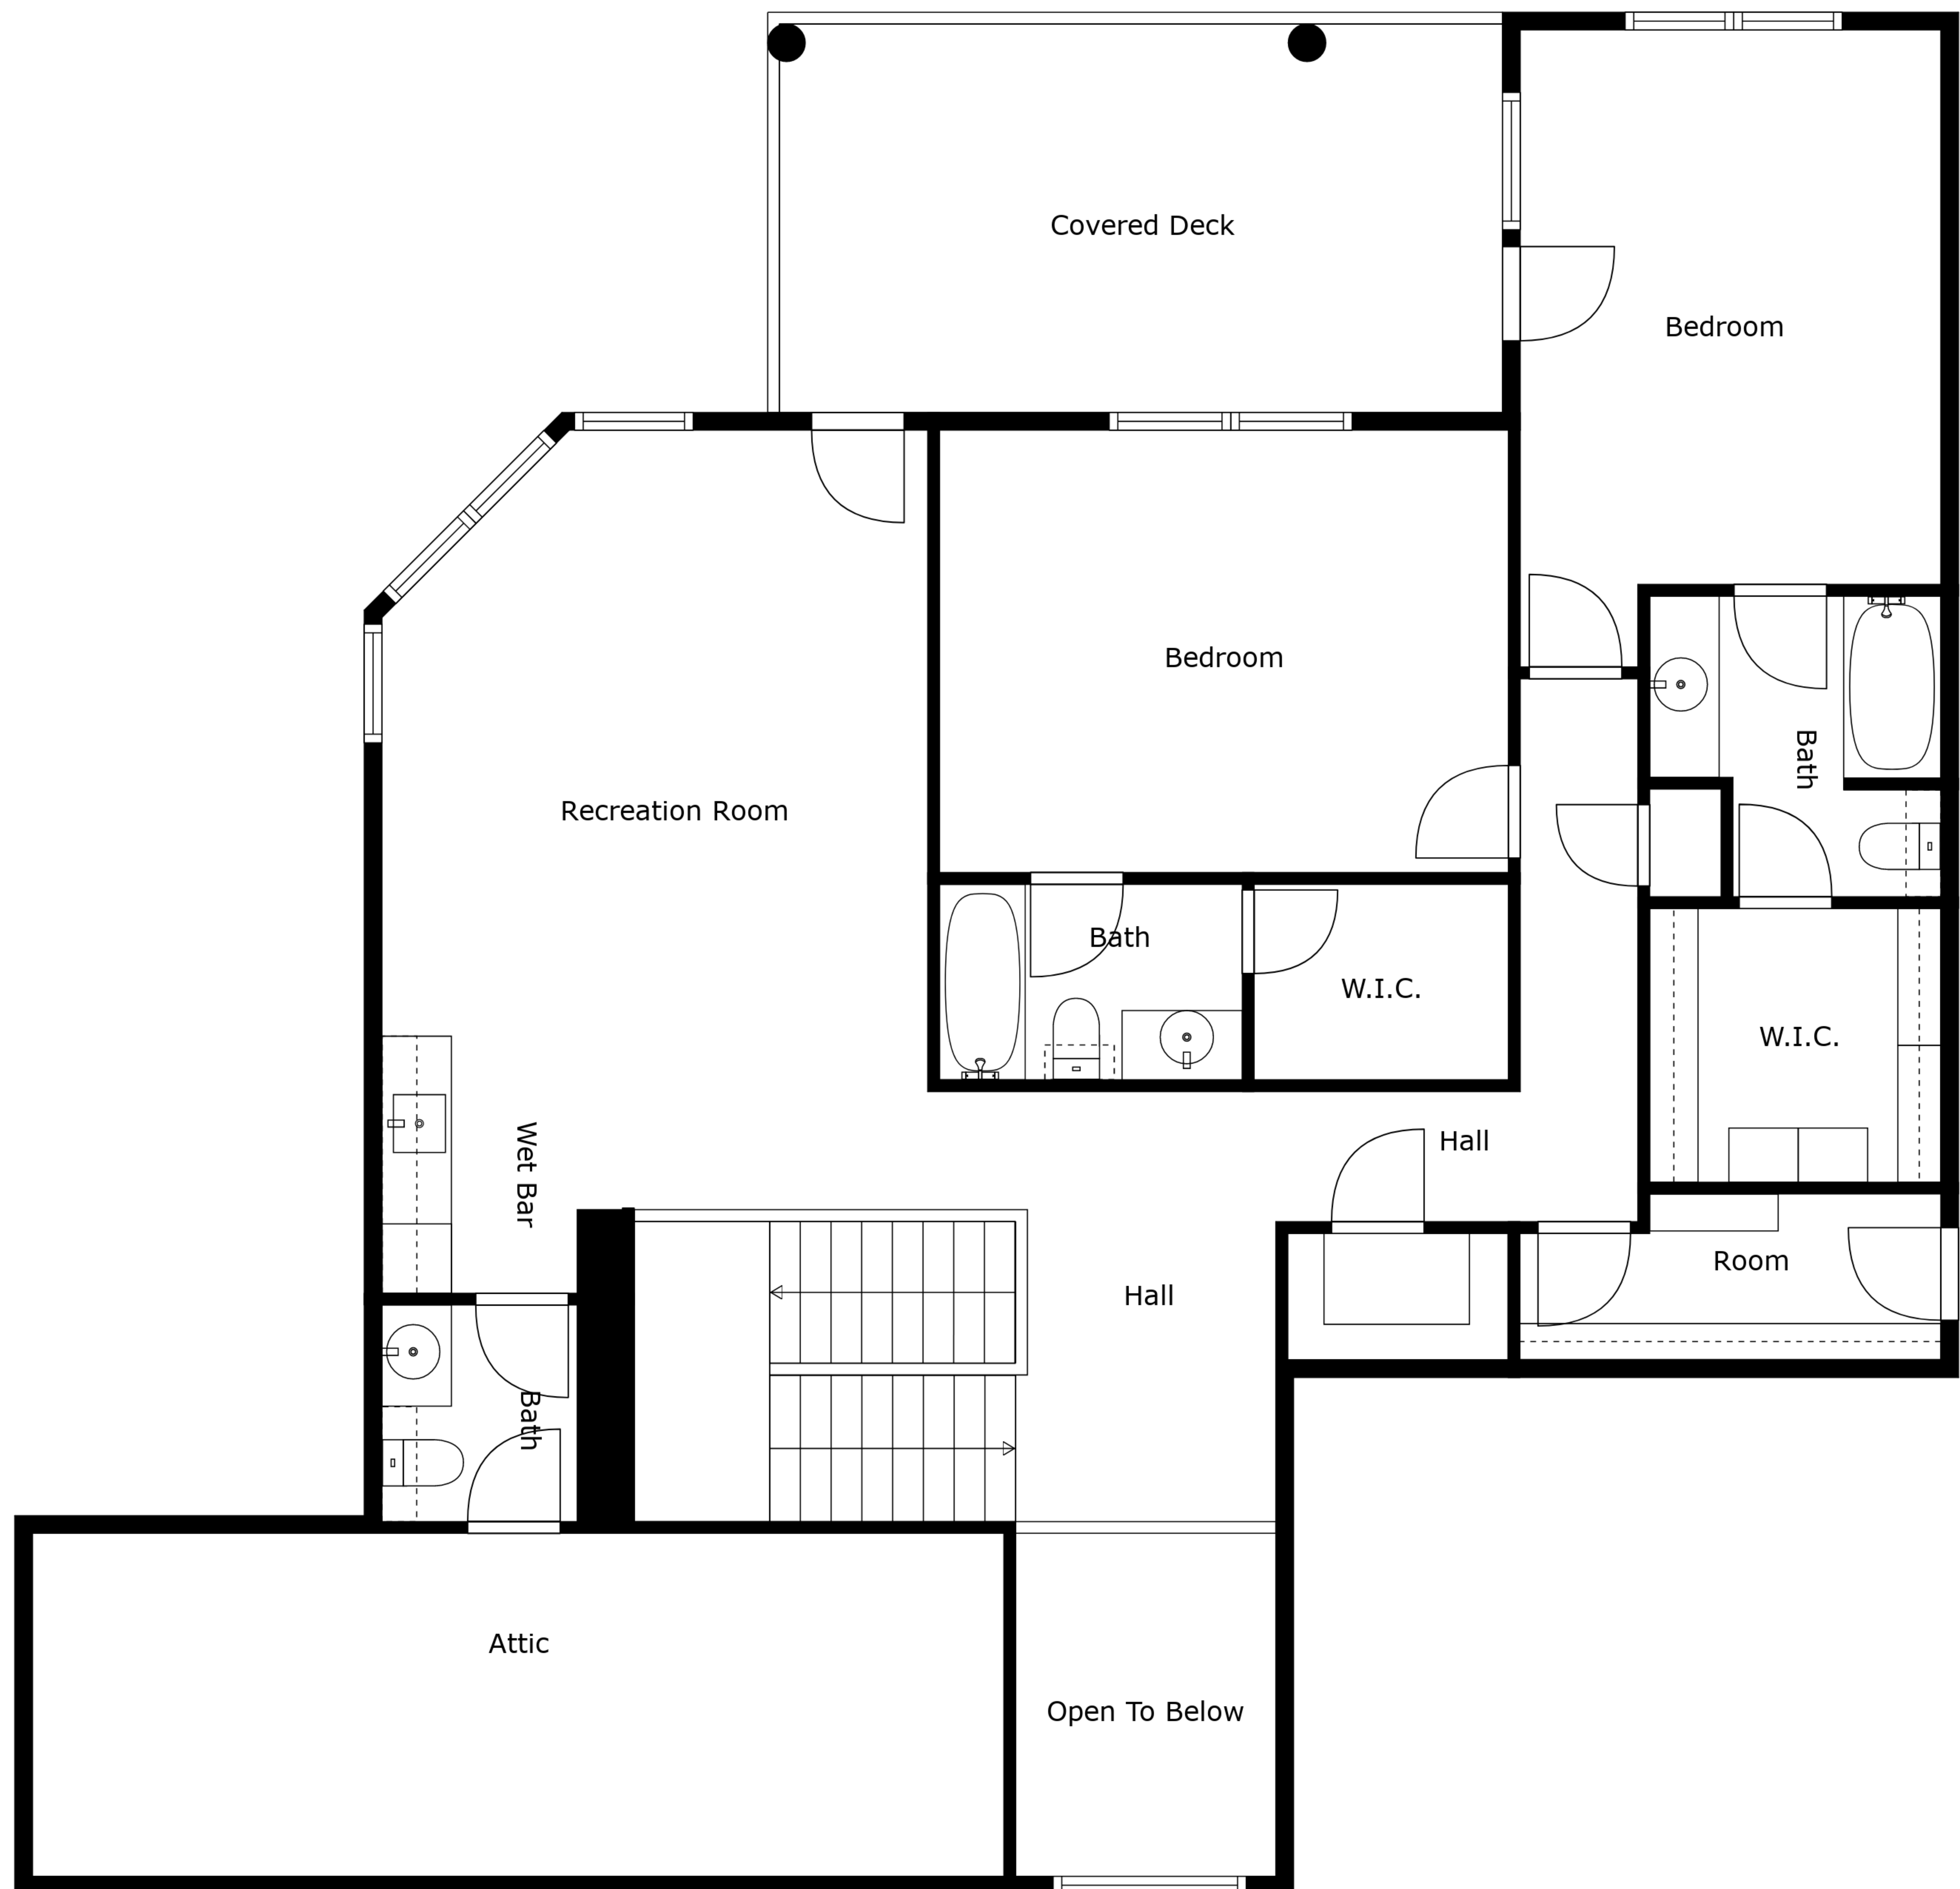 Covered Deck
Bedroom
Bedroom
Bath
Recreation Room
Bath
W.I.C.
W.I.C.
Wet Bar
Hall
Room
Hall
Bath
Attic
Open To Below